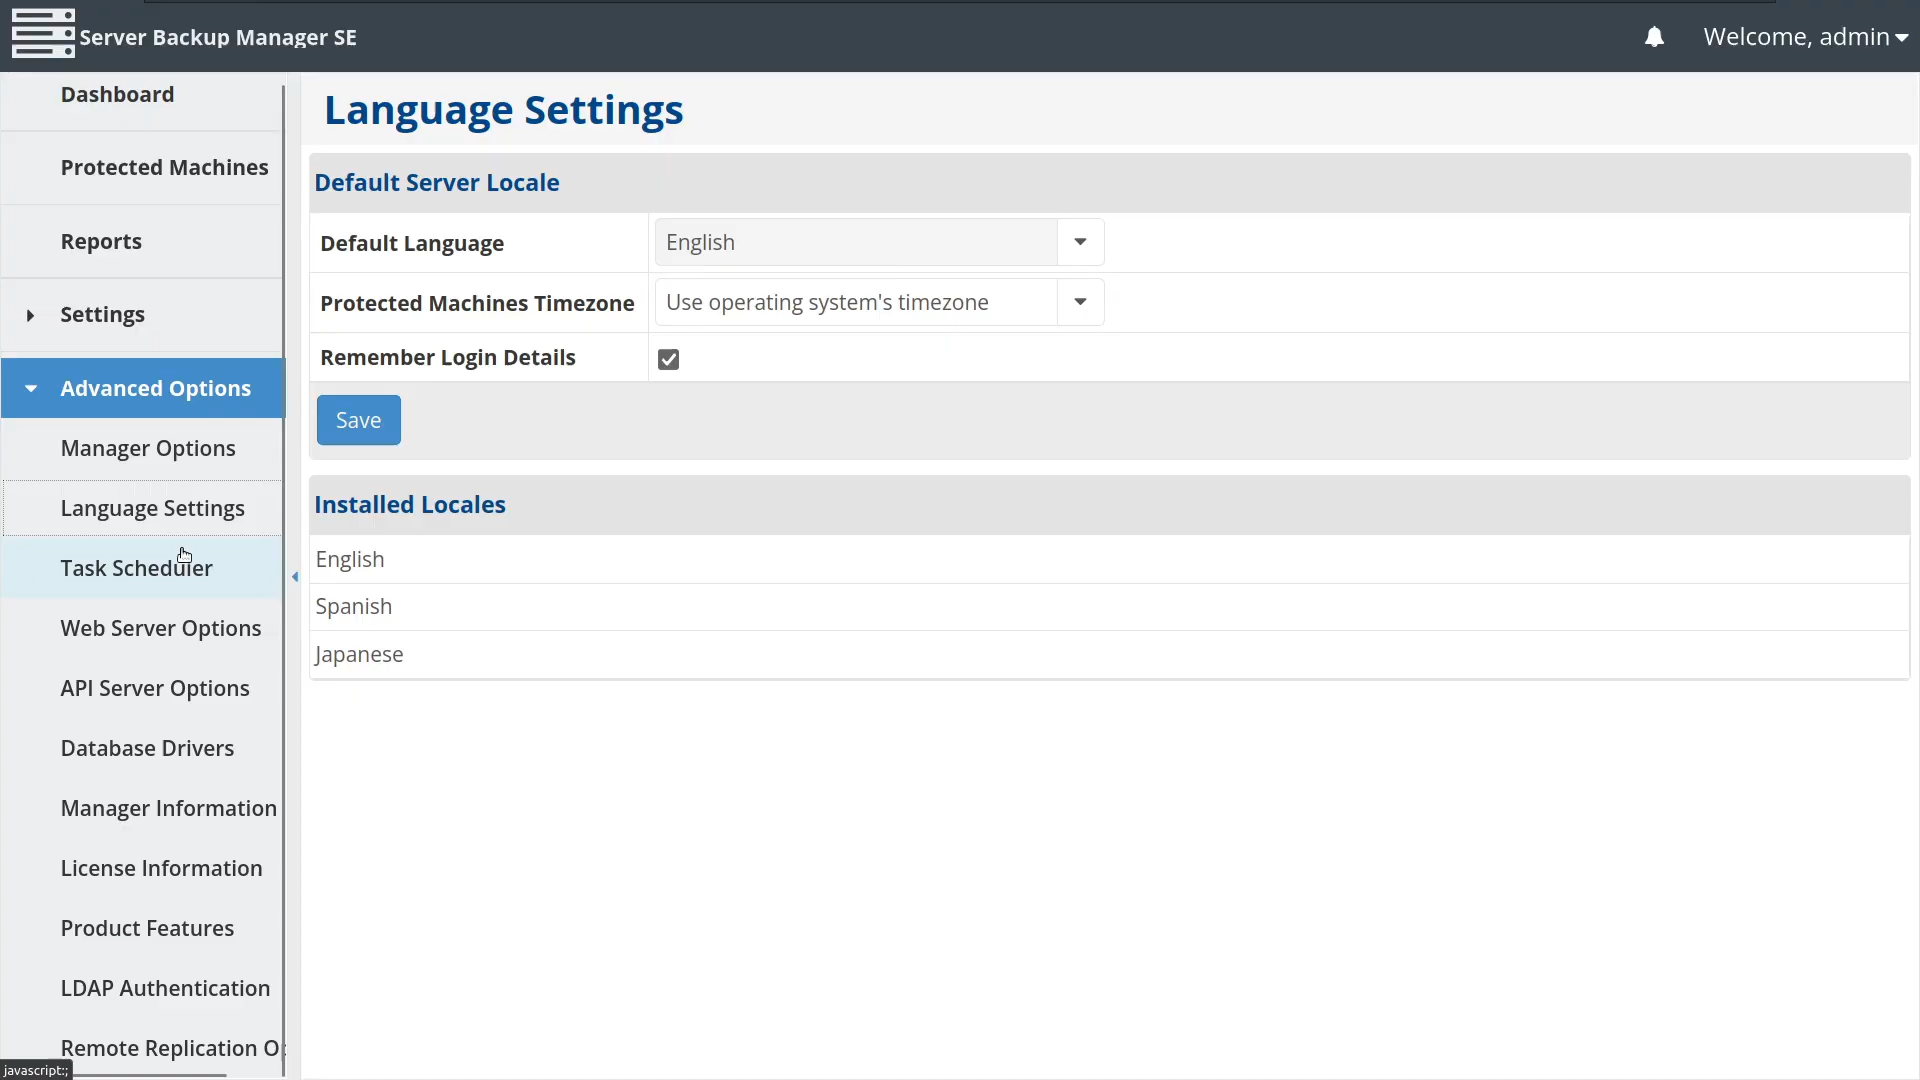 Server Backup Manager SE
Welcome, admin
Dashboard
Protected Machines
Reports
Settings
Advanced Options
Manager Options
Language Settings
Task Scheduler
Web Server Options
API Server Options
Database Drivers
Manager Information
License Information
Product Features
LDAP Authentication
Remote Replication Op
javascript:;
Language Settings
Default Server Locale
Default Language English
Protected Machines Timezone Use operating system's timezone
Remember Login Details
Save
Installed Locales
English
Spanish
Japanese